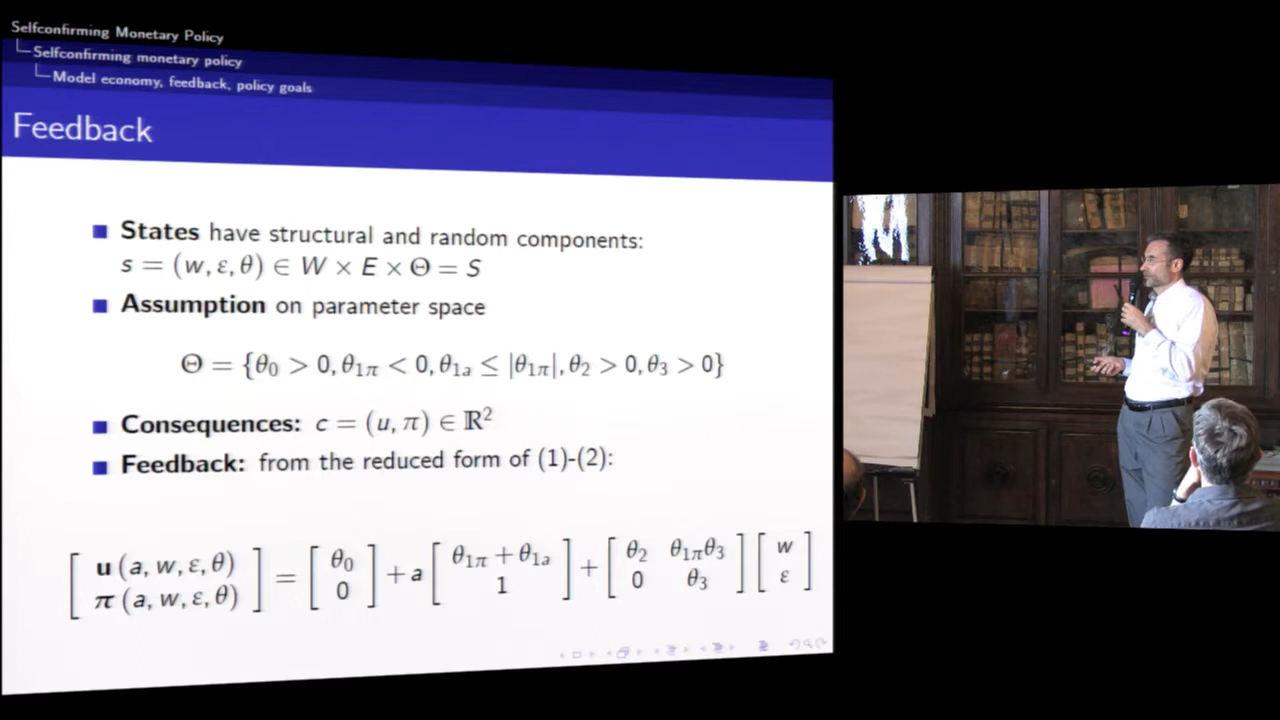 Selfconfirming Monetary Policy
Selfconfirming monetary policy
Model economy, feedback, policy goals
Feedback
States have structural and random components:
s = (w, ε, θ) ∈ W × E × Θ = S
Assumption on parameter space
Θ = {θ₀ > 0, θ₁π < 0, θ₁ₐ ≤ |θ₁π|, θ₂ > 0, θ₃ > 0}
Consequences: c = (u, π) ∈ ℝ²
Feedback: from the reduced form of (1)-(2):
[ u (a, w, ε, θ) ; π (a, w, ε, θ) ] = [ θ₀ ; 0 ] + a [ θ₁π + θ₁ₐ ; 1 ] + [ θ₂ θ₁πθ₃ ; 0 θ₃ ] [ w ; ε ]